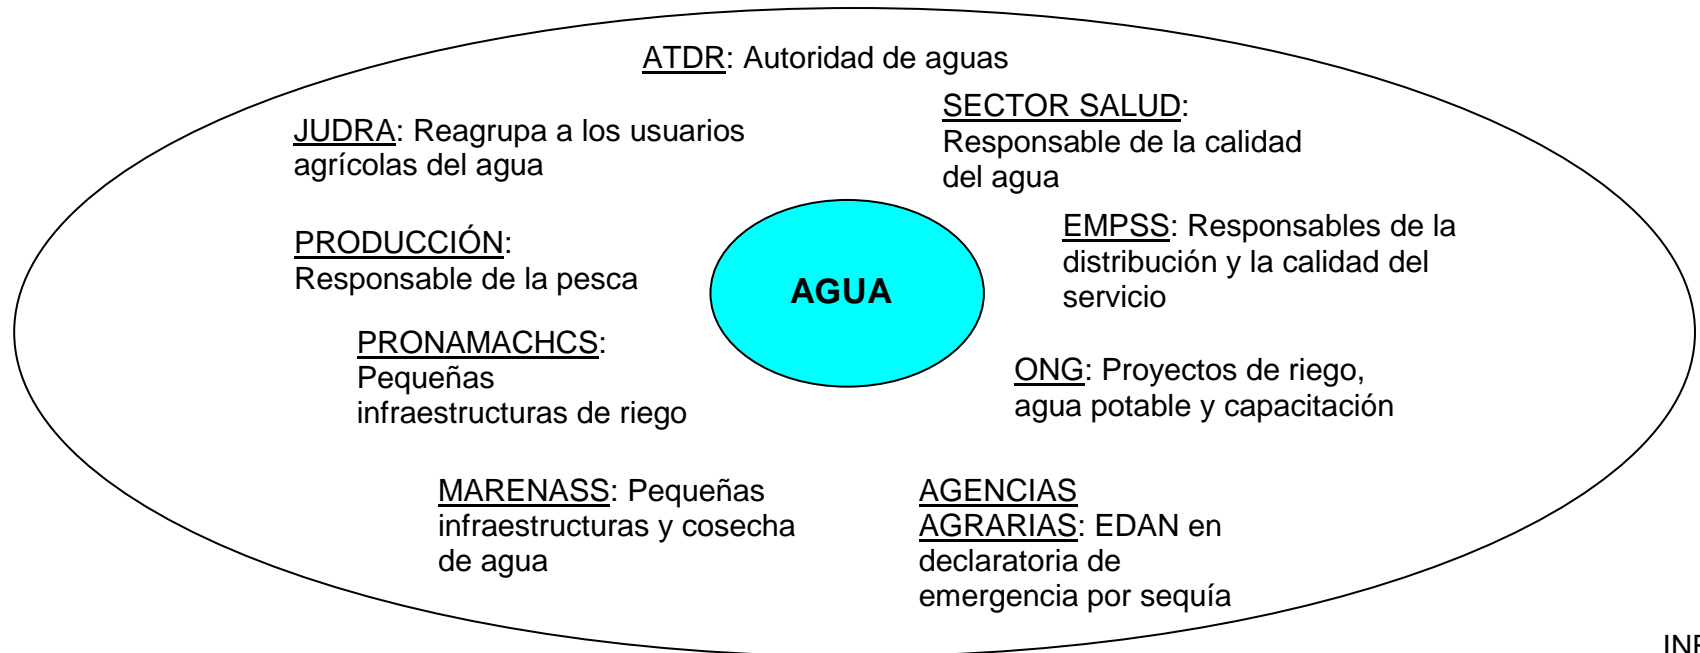 ATDR: Autoridad de aguas
JUDRA: Reagrupa a los usuarios
agrícolas del agua
SECTOR SALUD:
Responsable de la calidad
del agua
PRODUCCIÓN:
Responsable de la pesca
AGUA
EMPSS: Responsables de la
distribución y la calidad del
servicio
PRONAMACHCS:
Pequeñas
infraestructuras de riego
ONG: Proyectos de riego,
agua potable y capacitación
MARENASS: Pequeñas
infraestructuras y cosecha
de agua
AGENCIAS
AGRARIAS: EDAN en
declaratoria de
emergencia por sequía